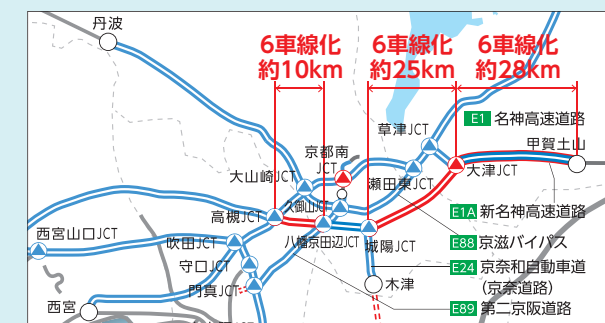 丹波
6車線化
約10km
6車線化
約25km
6車線化
約28km
E1 名神高速道路
草津JCT
甲賀土山
京都南
JCT
大山崎JCT
瀬田東JCT
大津JCT
久御山JCT
高槻JCT
E1A 新名神高速道路
西宮山口JCT
吹田JCT
八幡京田辺JCT
城陽JCT
E88 京滋バイパス
守口JCT
E24 京奈和自動車道
(京奈道路)
門真JCT
木津
西宮
E89 第二京阪道路